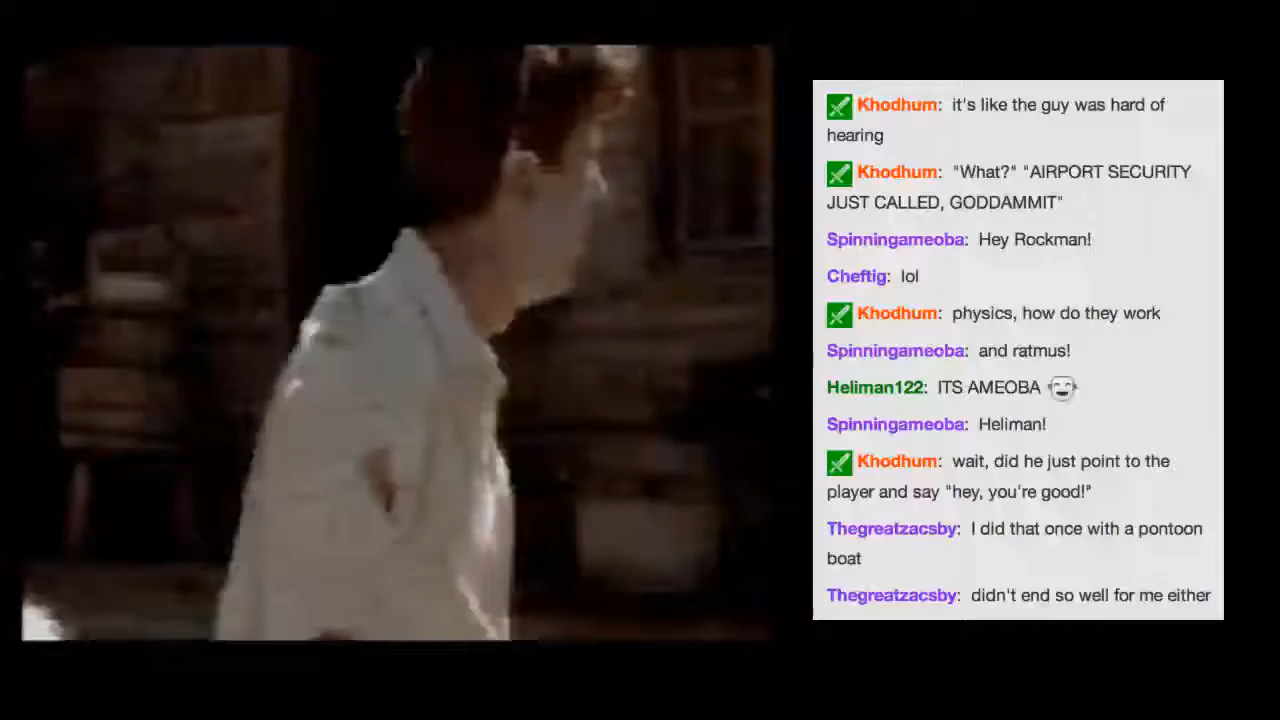 Khodhum: it's like the guy was hard of
hearing
Khodhum: "What?" "AIRPORT SECURITY
JUST CALLED, GODDAMMIT"
Spinningameoba: Hey Rockman!
Cheftig: lol
Khodhum: physics, how do they work
Spinningameoba: and ratmus!
Heliman122: ITS AMEOBA
Spinningameoba: Heliman!
Khodhum: wait, did he just point to the
player and say "hey, you're good!"
Thegreatzacsby: I did that once with a pontoon
boat
Thegreatzacsby: didn't end so well for me either